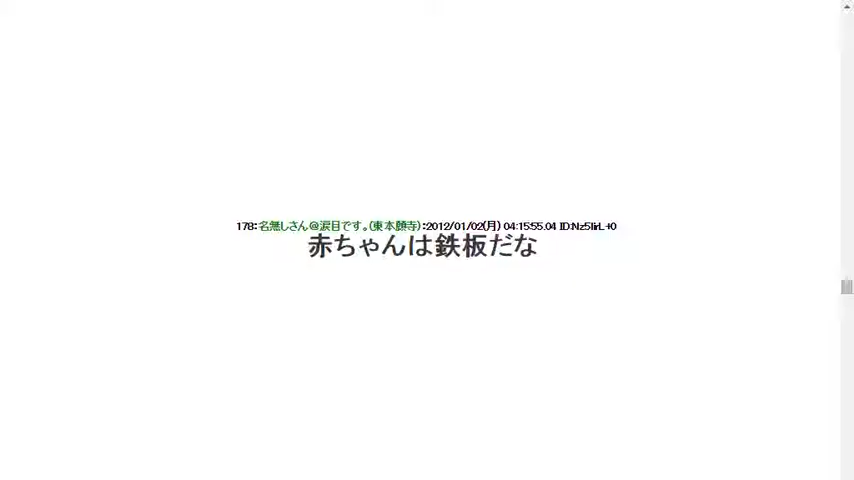 178：名無しさん＠涙目です。(東本願寺)：2012/01/02(月) 04:15:55.04 ID:Nz5IirL+0
赤ちゃんは鉄板だな